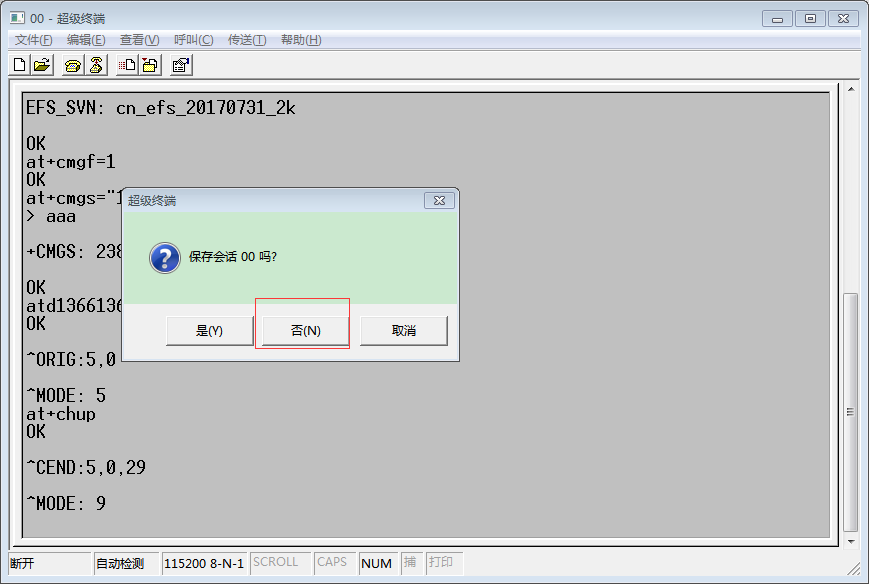 00 - 超级终端
文件(F) 编辑(E) 查看(V) 呼叫(C) 传送(T) 帮助(H)
EFS_SVN: cn_efs_20170731_2k
OK
at+cmgf=1
OK
at+cmgs="1
> aaa
+CMGS: 238
OK
atd1366136
OK
^ORIG:5,0
^MODE: 5
at+chup
OK
^CEND:5,0,29
^MODE: 9
超级终端
保存会话 00 吗?
是(Y) 否(N) 取消
断开 自动检测 115200 8-N-1 SCROLL CAPS NUM 捕 打印